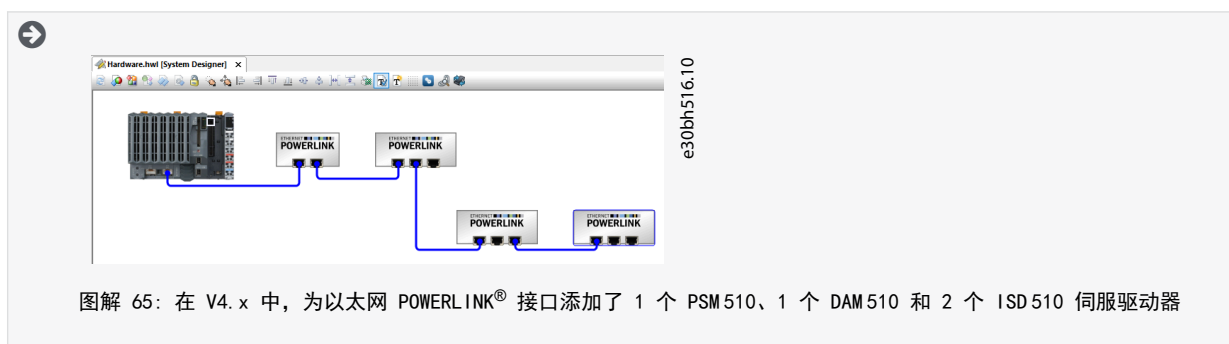 Hardware.hwl [System Designer] x
e30bh516.10
ETHERNET
POWERLINK
ETHERNET
POWERLINK
ETHERNET
POWERLINK
ETHERNET
POWERLINK
图解 65: 在 V4.x 中, 为以太网 POWERLINK® 接口添加了 1 个 PSM510、1 个 DAM510 和 2 个 ISD510 伺服驱动器